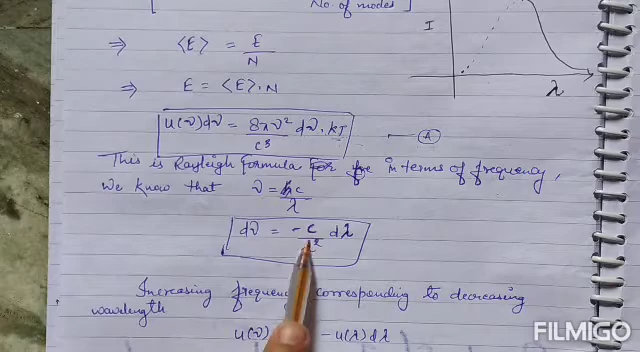 No. of modes ]
I
⇒ <E> = E/N
⇒ E = <E>.N
λ
u(ν)dν = 8πν²/c³ dν. kT — (A)
This is Rayleigh Formula for in terms of frequency,
We know that ν = c/λ
dν = -c/λ² dλ
Increasing frequency corresponding to decreasing
wavelength
u(ν) - u(λ)dλ
FILMIGO